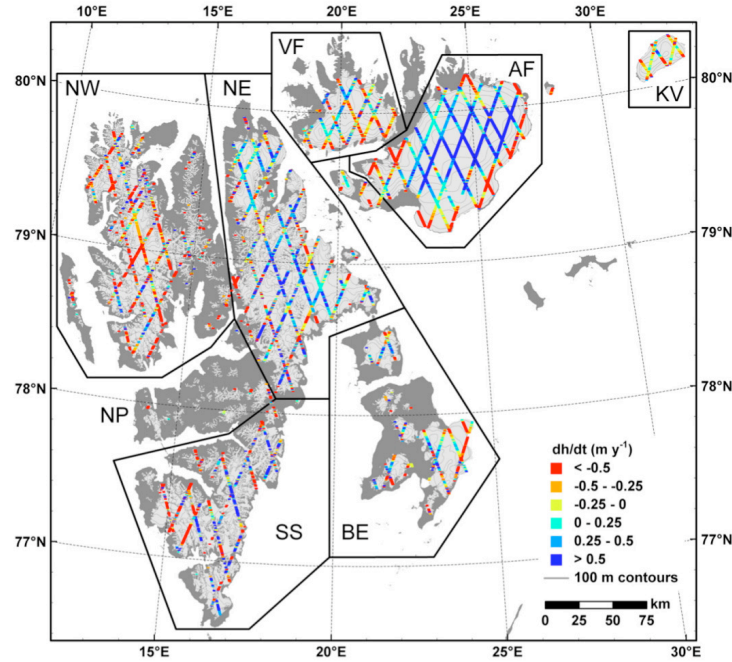 10°E 15°E 20°E 25°E
VF
80°N NW NE AF 80°N
KV
79°N 79°N
78°N 78°N
NP
dh/dt (m y⁻¹)
< -0.5
-0.5 - -0.25
-0.25 - 0
0 - 0.25
0.25 - 0.5
> 0.5
100 m contours
77°N SS BE 77°N
km
0 25 50 75
15°E 20°E 25°E 30°E